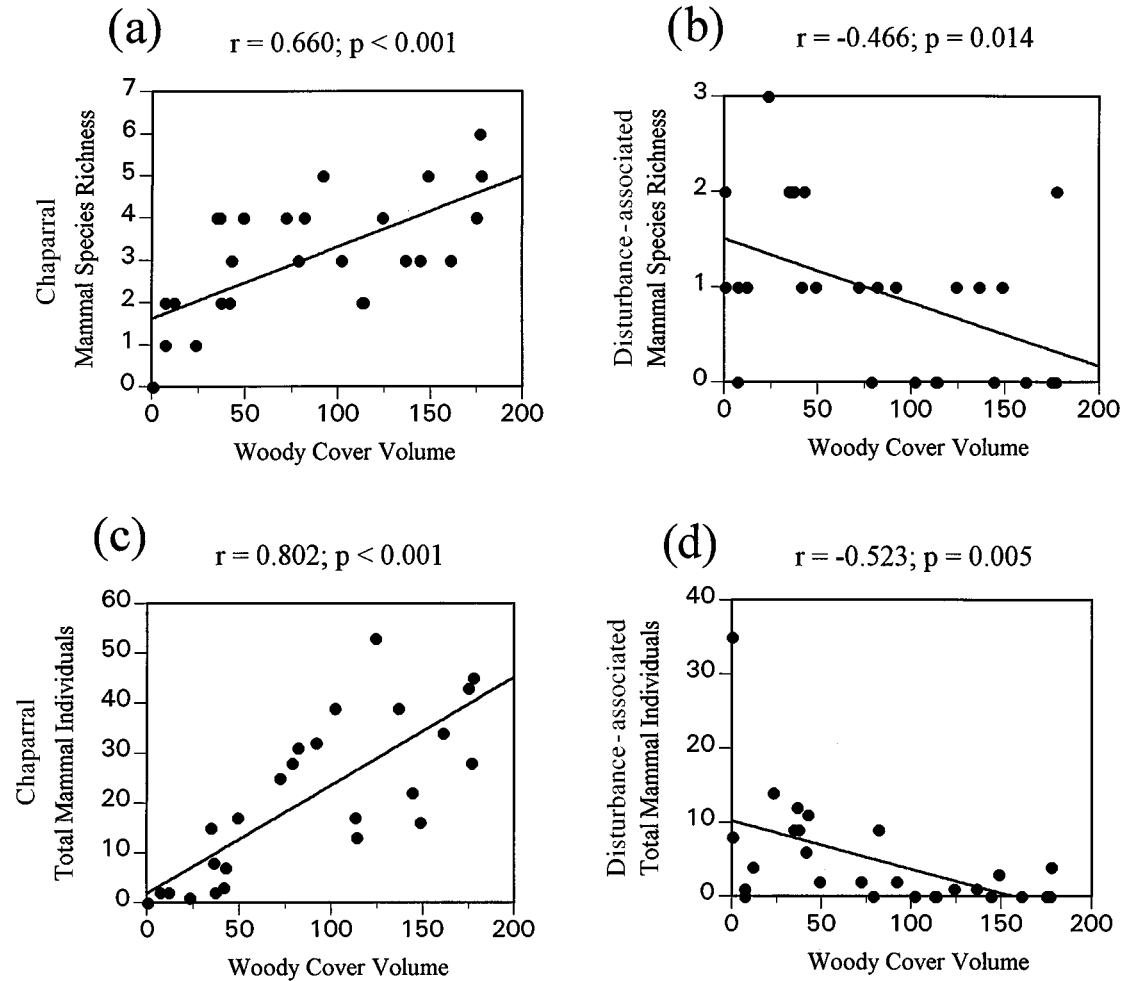 (a)
r = 0.660; p < 0.001
Chaparral
Mammal Species Richness
7
6
5
4
3
2
1
0
0 50 100 150 200
Woody Cover Volume
(b)
r = -0.466; p = 0.014
Disturbance-associated
Mammal Species Richness
3
2
1
0
0 50 100 150 200
Woody Cover Volume
(c)
r = 0.802; p < 0.001
Chaparral
Total Mammal Individuals
60
50
40
30
20
10
0
0 50 100 150 200
Woody Cover Volume
(d)
r = -0.523; p = 0.005
Disturbance-associated
Total Mammal Individuals
40
30
20
10
0
0 50 100 150 200
Woody Cover Volume